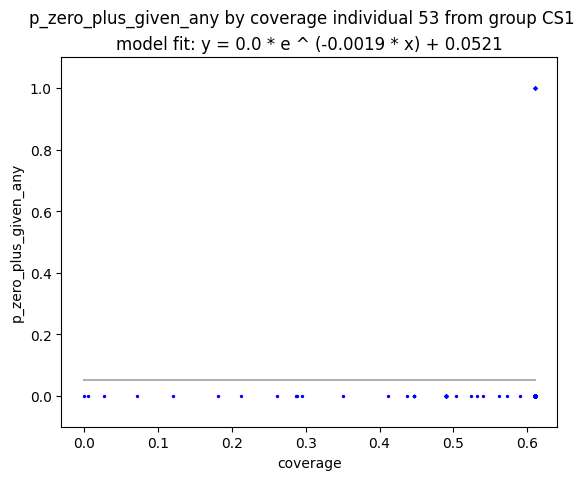 p_zero_plus_given_any by coverage individual 53 from group CS1
model fit: y = 0.0 * e ^ (-0.0019 * x) + 0.0521
1.0
0.8
0.6
0.4
0.2
0.0
p_zero_plus_given_any
0.0 0.1 0.2 0.3 0.4 0.5 0.6
coverage